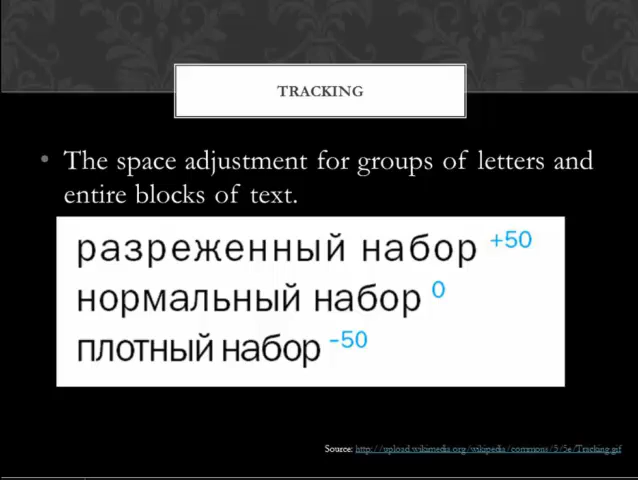 TRACKING
• The space adjustment for groups of letters and
entire blocks of text.
разреженный набор +50
нормальный набор 0
плотный набор -50
Source: http://upload.wikimedia.org/wikipedia/commons/5/5e/Tracking.gif